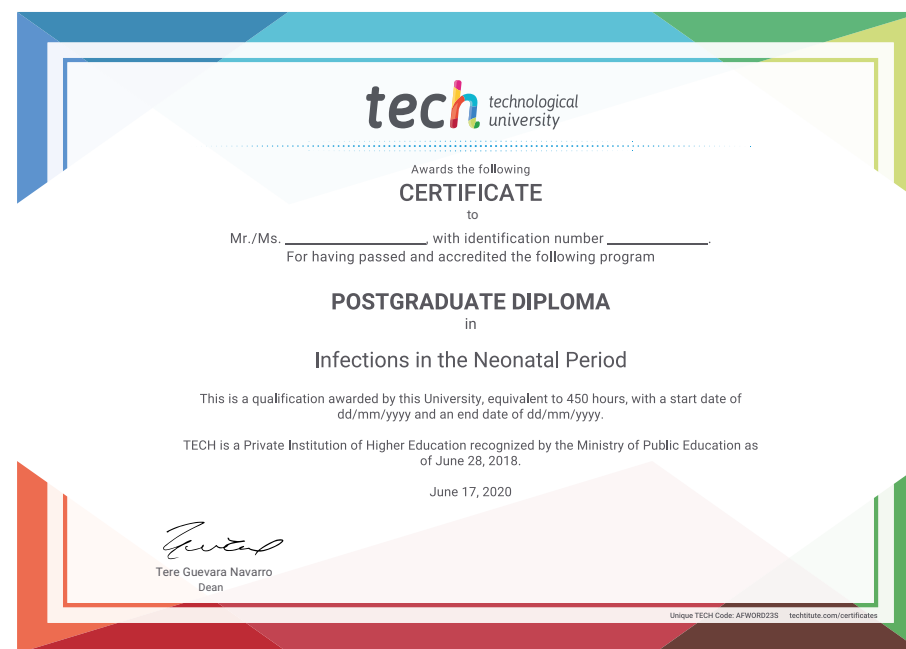 tech technological
university
Awards the following
CERTIFICATE
to
Mr./Ms. ____________________, with identification number ______________.
For having passed and accredited the following program
POSTGRADUATE DIPLOMA
in
Infections in the Neonatal Period
This is a qualification awarded by this University, equivalent to 450 hours, with a start date of
dd/mm/yyyy and an end date of dd/mm/yyyy.
TECH is a Private Institution of Higher Education recognized by the Ministry of Public Education as
of June 28, 2018.
June 17, 2020
Tere Guevara Navarro
Dean
Unique TECH Code: AFWORD23S techtitute.com/certificates